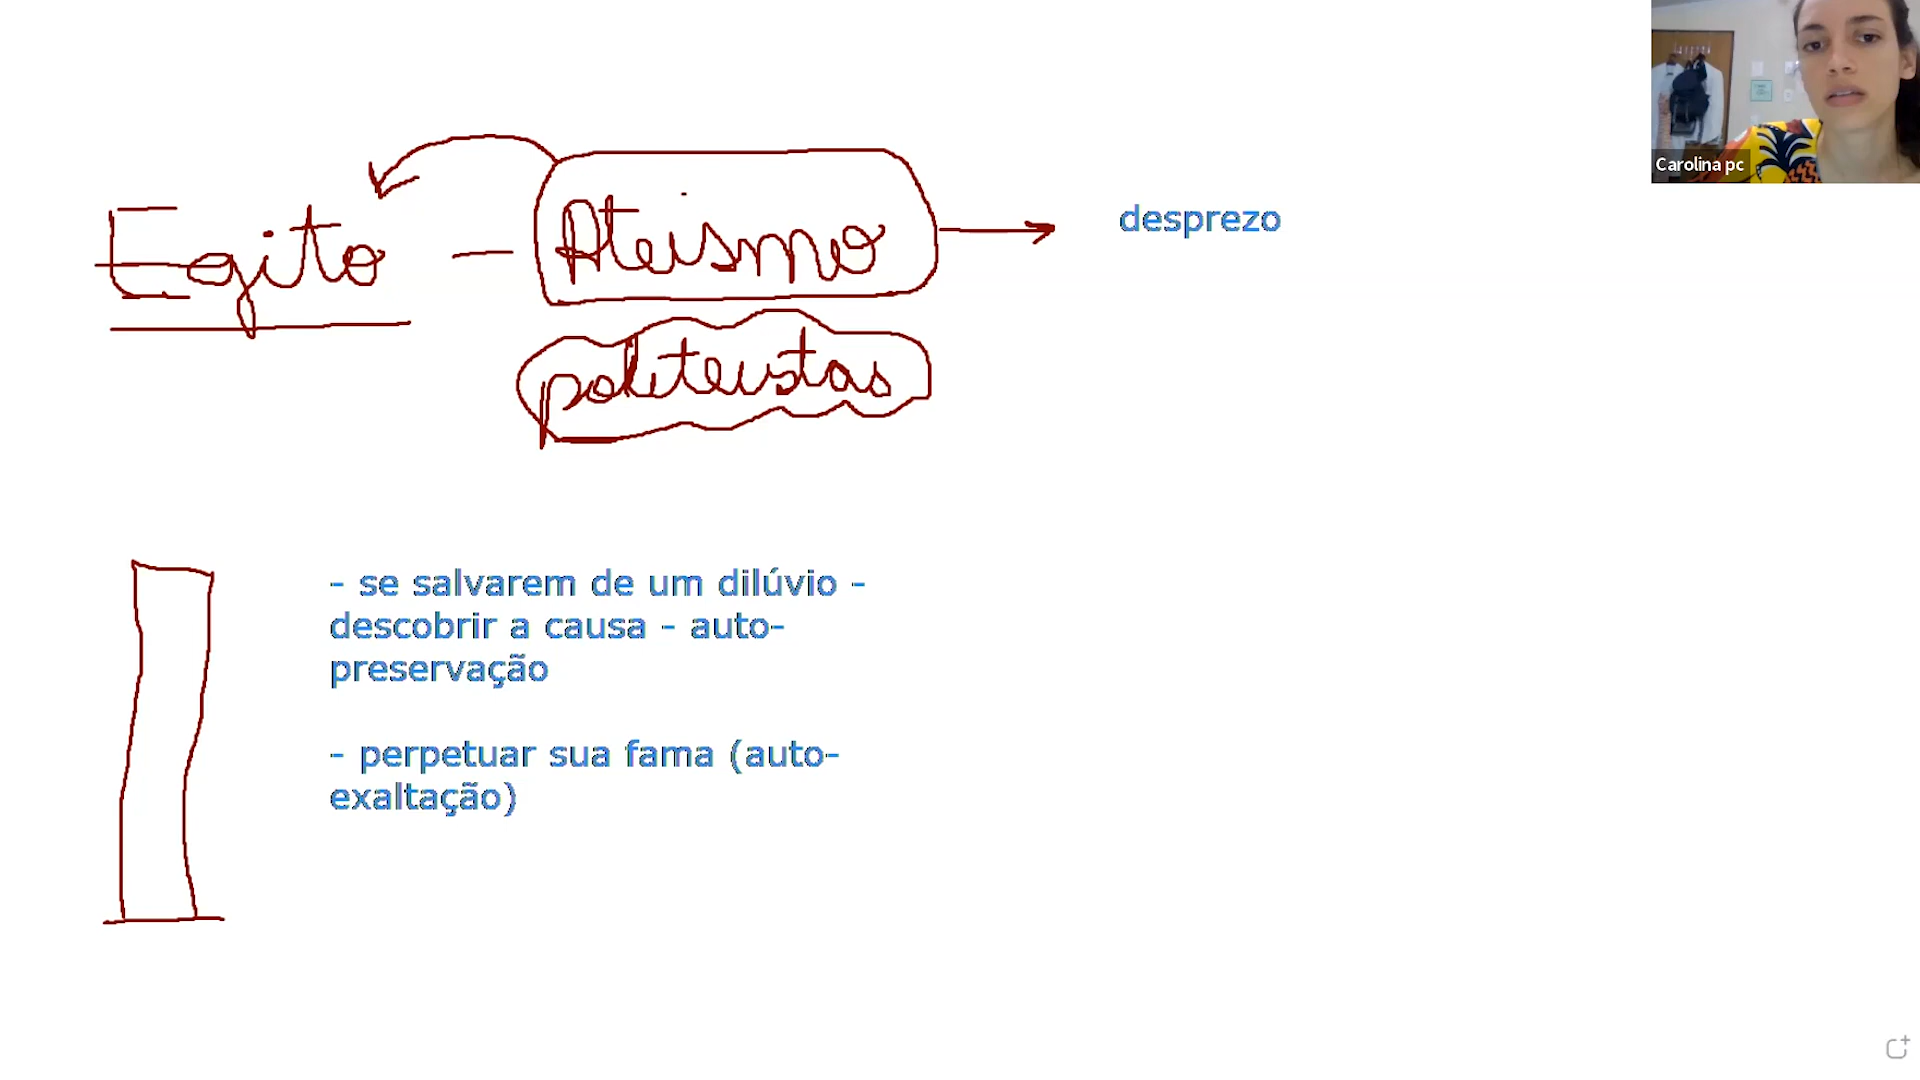 Carolina pc
Egito - Ateismo → desprezo
politeistas
- se salvarem de um dilúvio -
descobrir a causa - auto-
preservação
- perpetuar sua fama (auto-
exaltação)